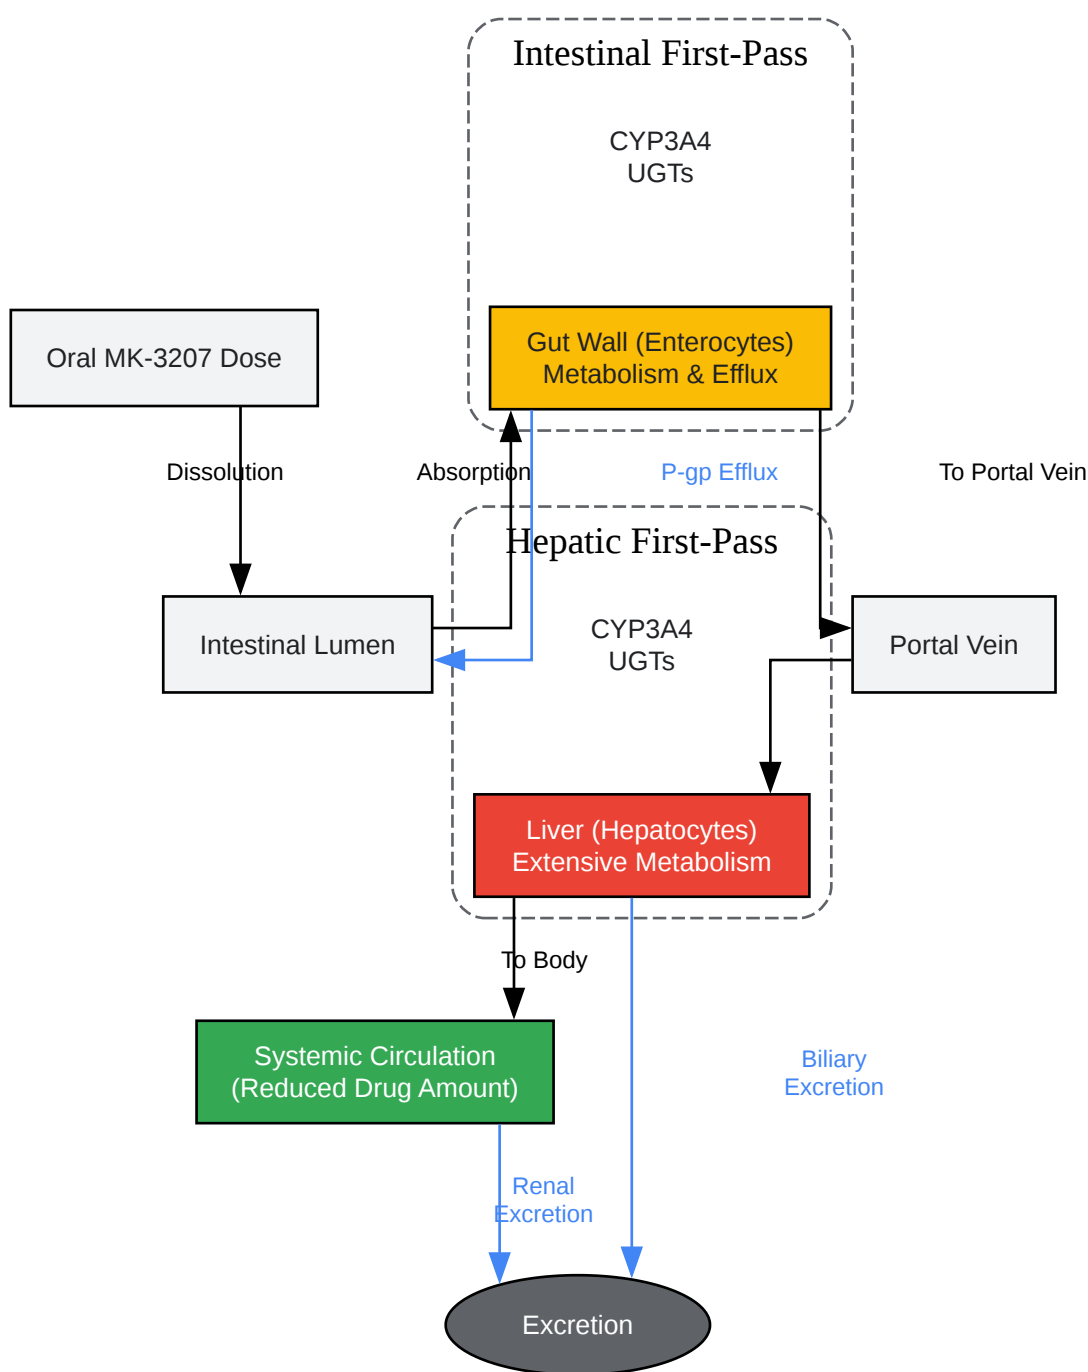 Intestinal First-Pass
CYP3A4
UGTs
Oral MK-3207 Dose
Gut Wall (Enterocytes)
Metabolism & Efflux
Dissolution
Absorption
P-gp Efflux
To Portal Vein
Hepatic First-Pass
Intestinal Lumen
CYP3A4
UGTs
Portal Vein
Liver (Hepatocytes)
Extensive Metabolism
To Body
Systemic Circulation
(Reduced Drug Amount)
Biliary
Excretion
Renal
Excretion
Excretion